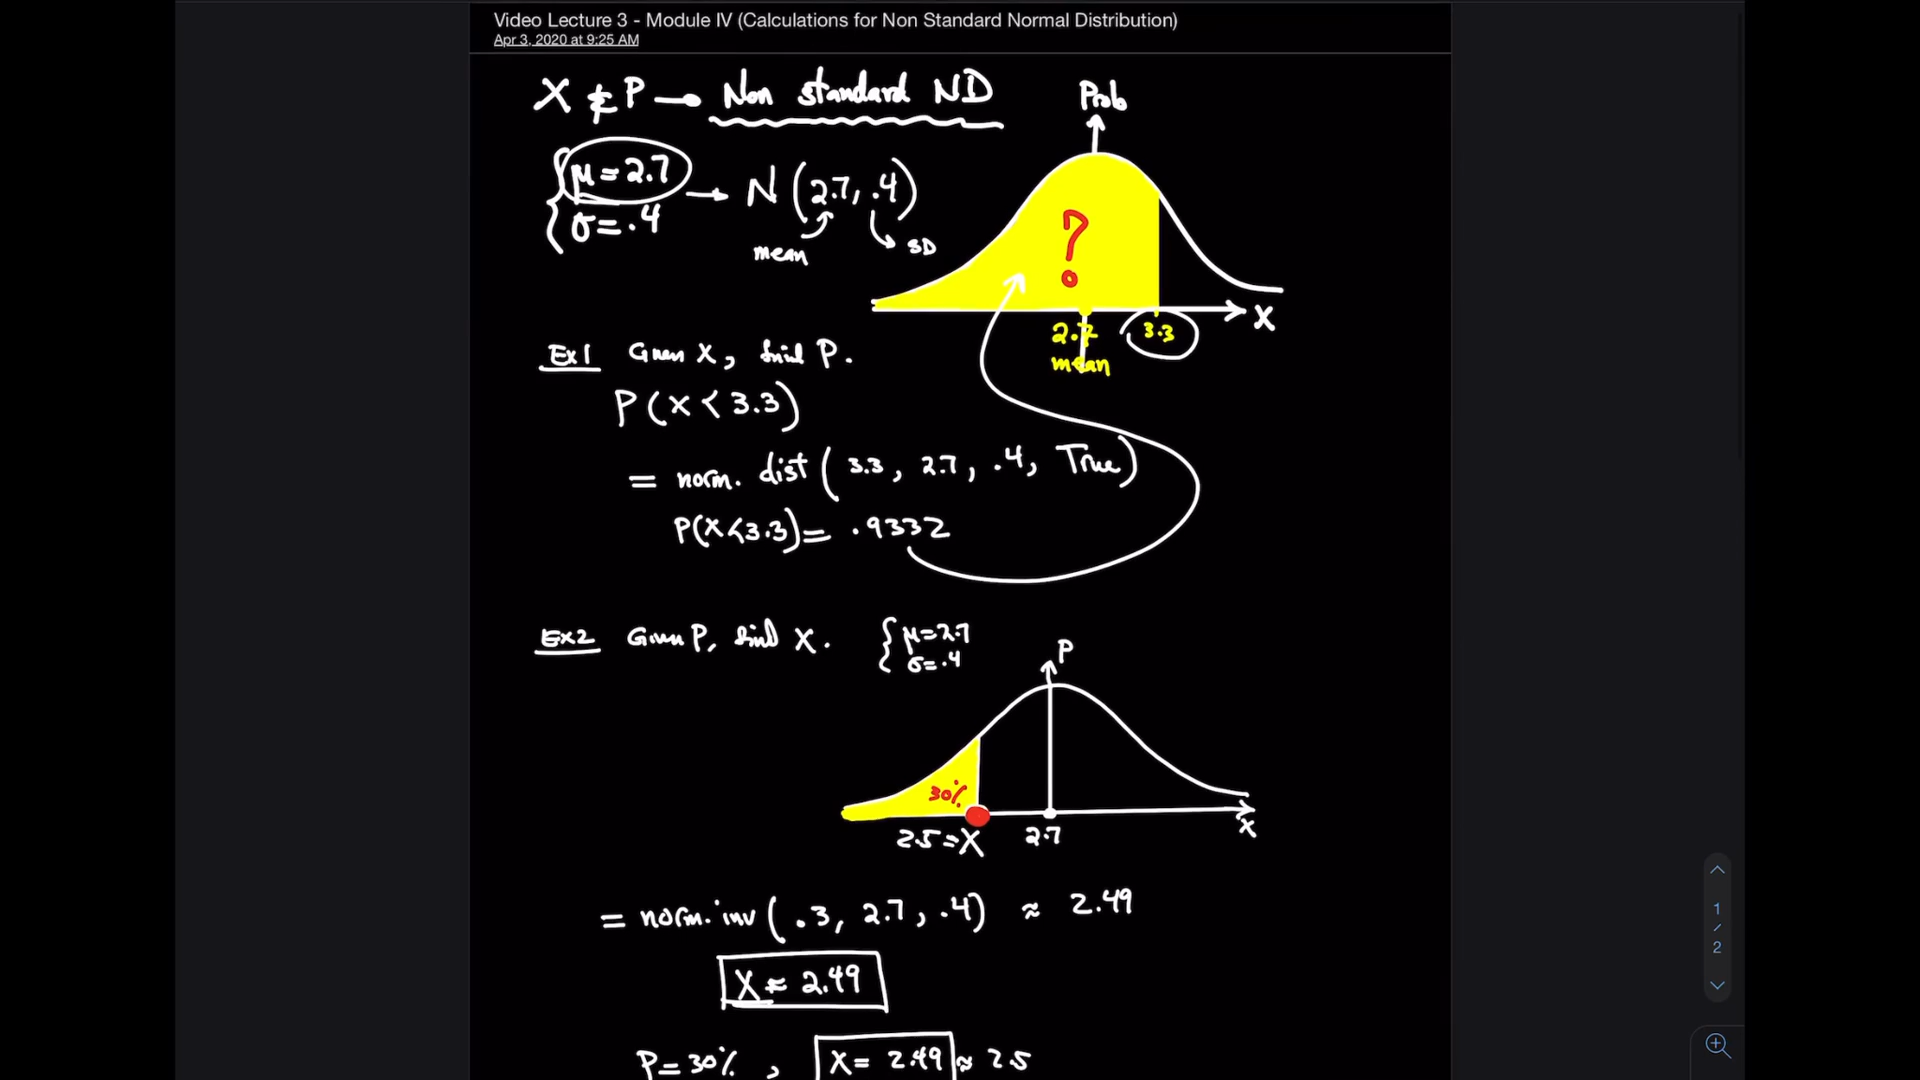 Video Lecture 3 - Module IV (Calculations for Non Standard Normal Distribution)
Apr 3, 2020 at 9:25 AM
X & P → Non standard ND
Prob
μ = 2.7
σ = .4
→ N (2.7, .4)
mean
SD
?
X
2.7
3.3
mean
Ex1 Given X, find P.
P(X < 3.3)
= norm. dist (3.3, 2.7, .4, True)
P(X<3.3) = .9332
Ex2 Given P, find X.
μ=2.7
σ=.4
P
30%
2.5=X
2.7
X
= norm.inv (.3, 2.7, .4) ≈ 2.49
X ≈ 2.49
P=30%, X= 2.49 ≈ 2.5
1
/
2